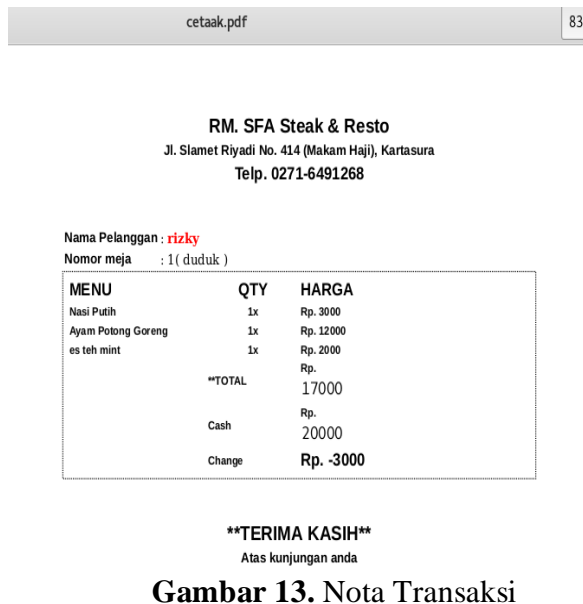 cetaak.pdf 83
RM. SFA Steak & Resto
Jl. Slamet Riyadi No. 414 (Makam Haji), Kartasura
Telp. 0271-6491268
Nama Pelanggan : rizky
Nomor meja : 1( duduk )
MENU QTY HARGA
Nasi Putih 1x Rp. 3000
Ayam Potong Goreng 1x Rp. 12000
es teh mint 1x Rp. 2000
**TOTAL Rp.
17000
Cash Rp.
20000
Change Rp. -3000
**TERIMA KASIH**
Atas kunjungan anda
Gambar 13. Nota Transaksi